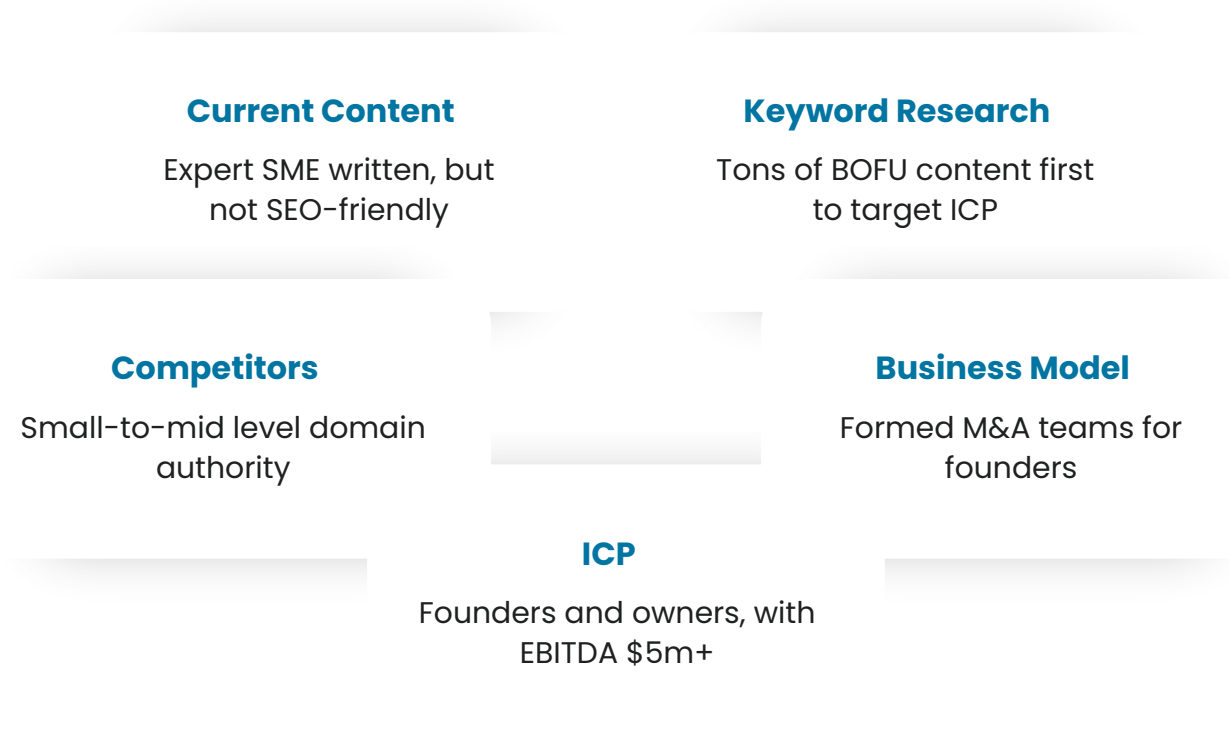 Current Content
Expert SME written, but
not SEO-friendly
Keyword Research
Tons of BOFU content first
to target ICP
Competitors
Small-to-mid level domain
authority
Business Model
Formed M&A teams for
founders
ICP
Founders and owners, with
EBITDA $5m+